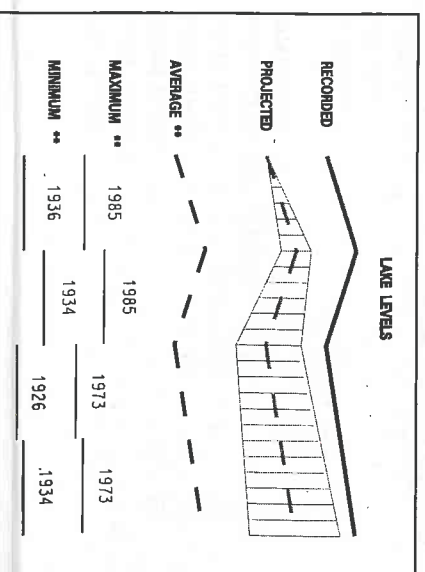 LAKE LEVELS
RECORDED
PROJECTED
AVERAGE **
MAXIMUM **
1985
1985
1973
1973
MINIMUM **
1936
1934
1926
1934